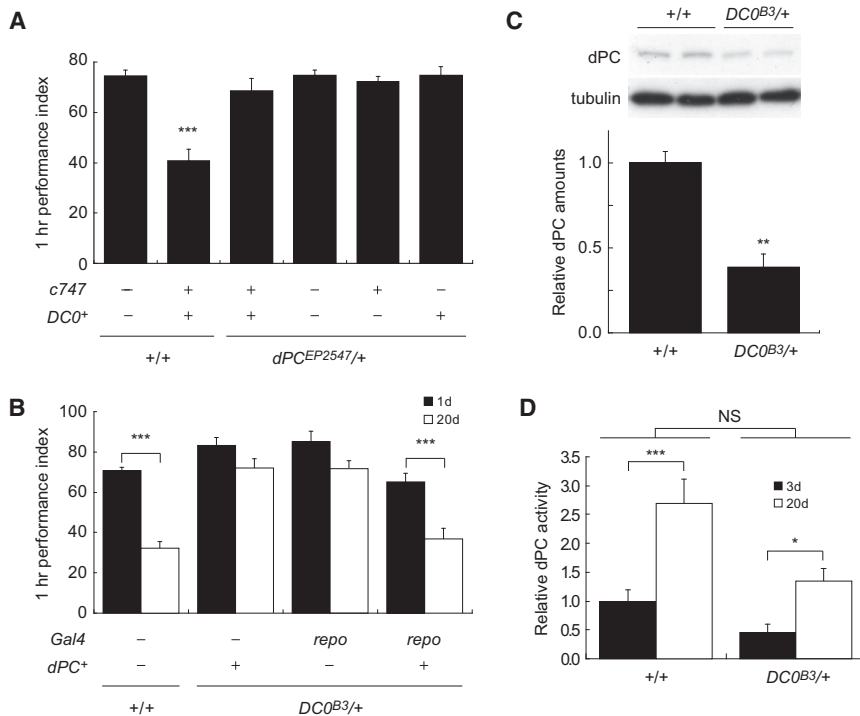 A
1 hr performance index
80
60
40
20
0
***
c747 – + + – + –
DC0+ – + + – – +
+/+
dPCEP2547/+
B
1 hr performance index
100
80
60
40
20
0
1d
20d
***
***
Gal4 – – repo repo
dPC+ – + – +
+/+
DC0B3/+
C
+/+ DC0B3/+
dPC
tubulin
Relative dPC amounts
1.0
0.5
0.0
**
+/+ DC0B3/+
D
NS
Relative dPC activity
3.5
3.0
2.5
2.0
1.5
1.0
0.5
0.0
***
3d
20d
*
+/+ DC0B3/+